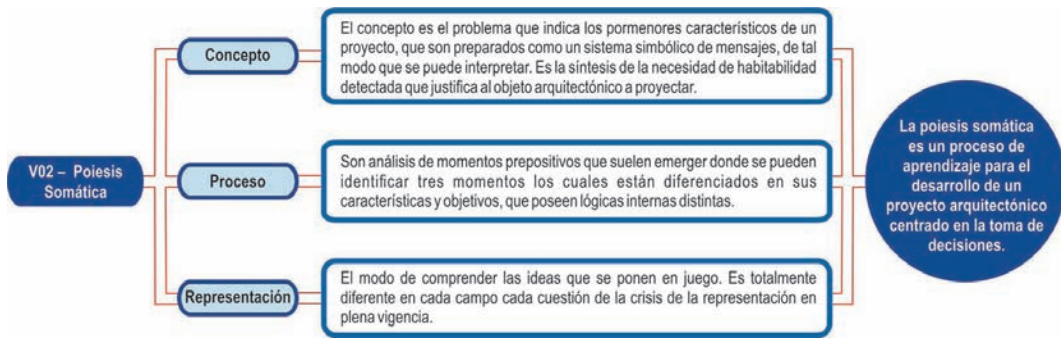 V02 – Poiesis
Somática
Concepto
El concepto es el problema que indica los pormenores característicos de un
proyecto, que son preparados como un sistema simbólico de mensajes, de tal
modo que se puede interpretar. Es la síntesis de la necesidad de habitabilidad
detectada que justifica al objeto arquitectónico a proyectar.
Proceso
Son análisis de momentos prepositivos que suelen emerger donde se pueden
identificar tres momentos los cuales están diferenciados en sus
características y objetivos, que poseen lógicas internas distintas.
Representación
El modo de comprender las ideas que se ponen en juego. Es totalmente
diferente en cada campo cada cuestión de la crisis de la representación en
plena vigencia.
La poiesis somática
es un proceso de
aprendizaje para el
desarrollo de un
proyecto arquitectónico
centrado en la toma de
decisiones.